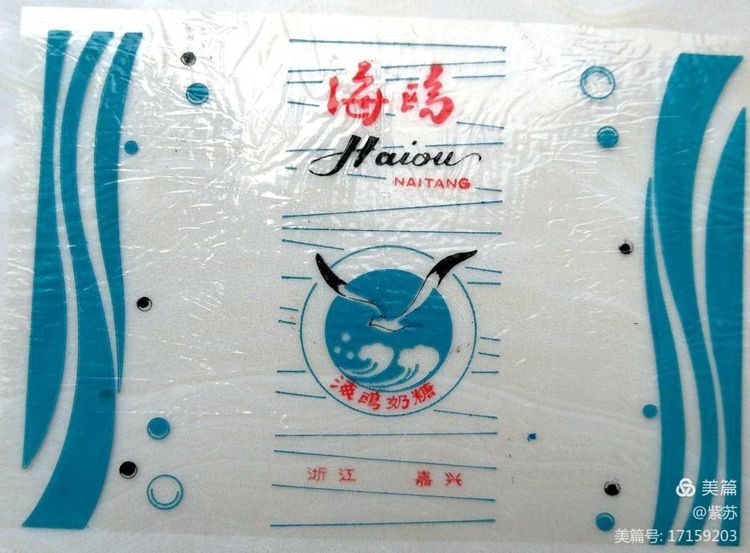 海鸥
Haiou
NAITANG
海鸥奶糖
浙江 嘉兴
美篇
@紫苏
美篇号: 17159203